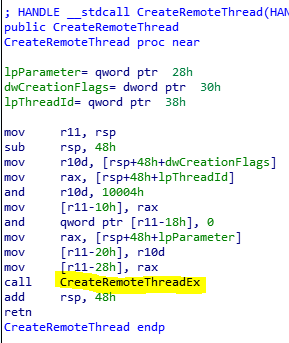 ; HANDLE __stdcall CreateRemoteThread(HAN
public CreateRemoteThread
CreateRemoteThread proc near
lpParameter= qword ptr  28h
dwCreationFlags= dword ptr  30h
lpThreadId= qword ptr  38h
mov     r11, rsp
sub     rsp, 48h
mov     r10d, [rsp+48h+dwCreationFlags]
mov     rax, [rsp+48h+lpThreadId]
and     r10d, 10004h
mov     [r11-10h], rax
and     qword ptr [r11-18h], 0
mov     rax, [rsp+48h+lpParameter]
mov     [r11-20h], r10d
mov     [r11-28h], rax
call    CreateRemoteThreadEx
add     rsp, 48h
retn
CreateRemoteThread endp